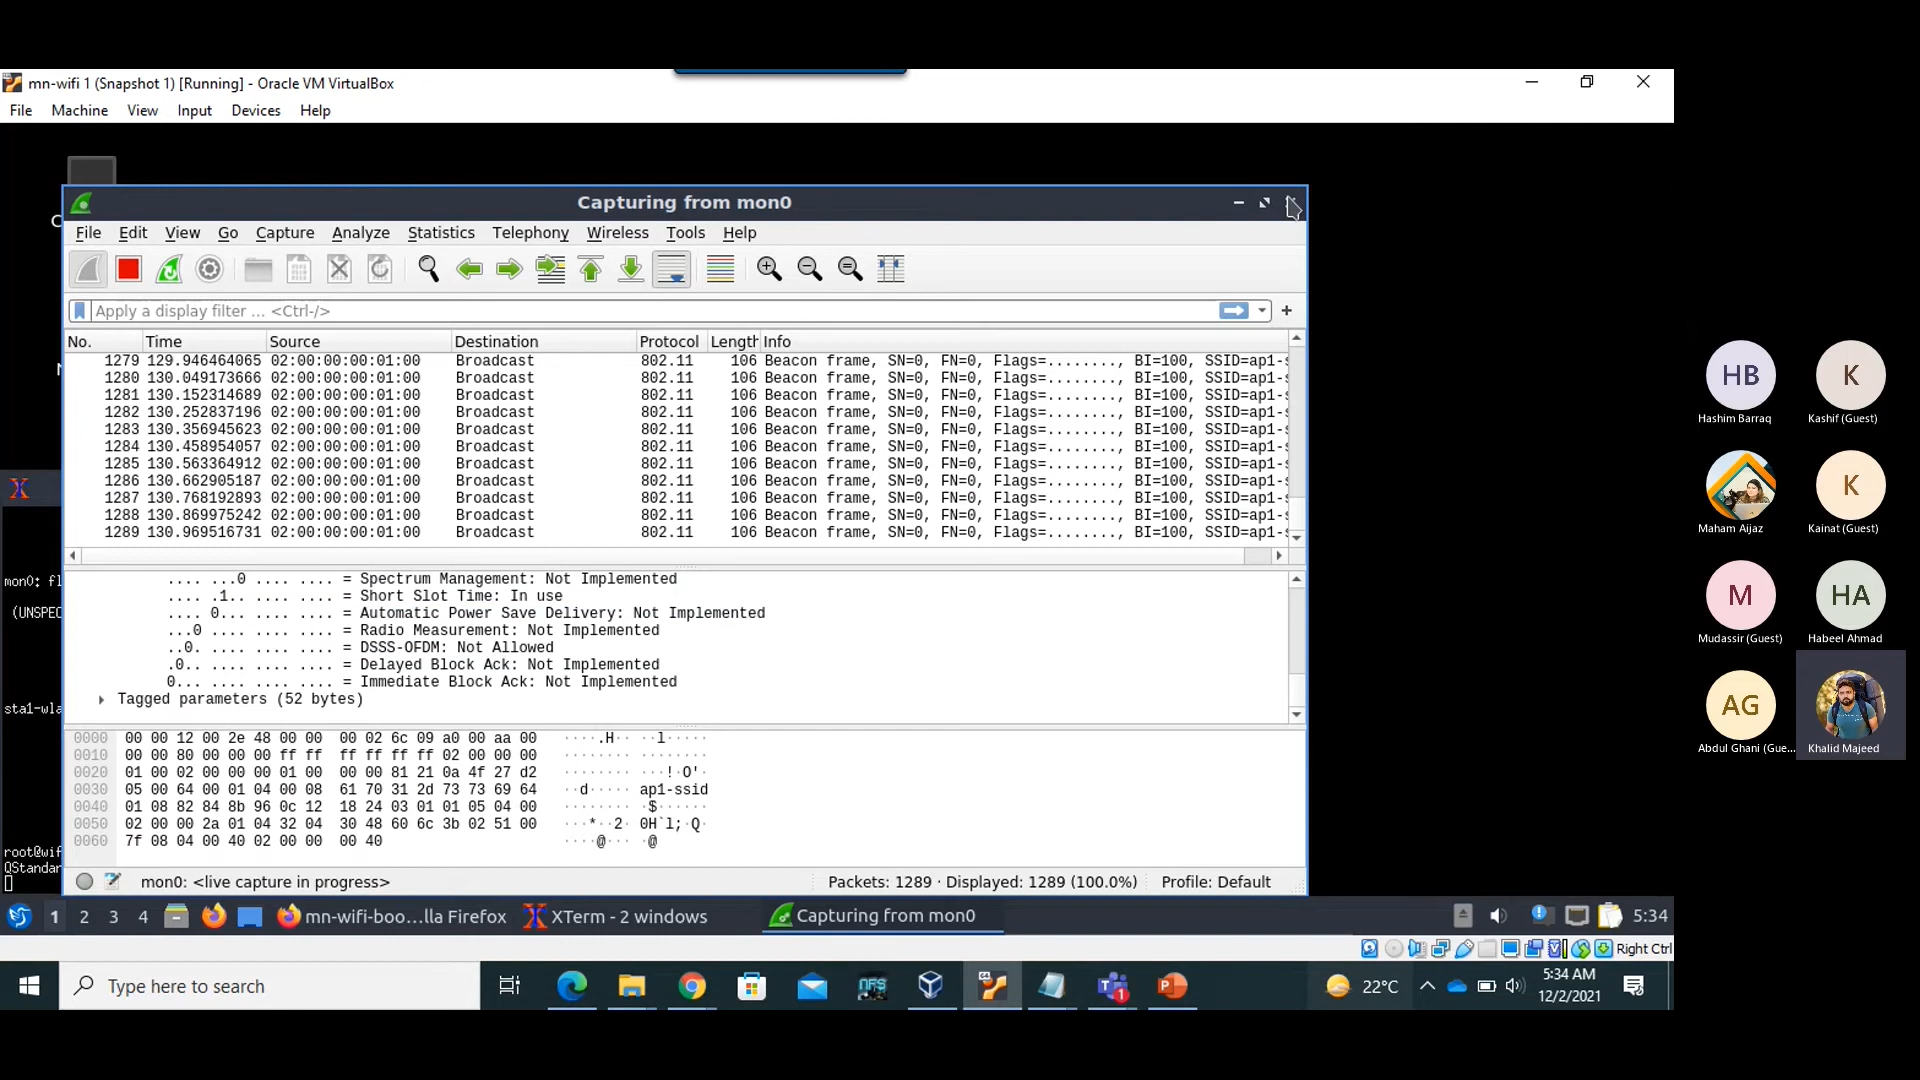 mn-wifi 1 (Snapshot 1) [Running] - Oracle VM VirtualBox
File Machine View Input Devices Help
Capturing from mon0
File Edit View Go Capture Analyze Statistics Telephony Wireless Tools Help
Apply a display filter … <Ctrl-/>
No. Time Source Destination Protocol Length Info
1279 129.946464065 02:00:00:00:01:00 Broadcast 802.11 106 Beacon frame, SN=0, FN=0, Flags=........, BI=100, SSID=ap1-s
1280 130.049173666 02:00:00:00:01:00 Broadcast 802.11 106 Beacon frame, SN=0, FN=0, Flags=........, BI=100, SSID=ap1-s
1281 130.152314689 02:00:00:00:01:00 Broadcast 802.11 106 Beacon frame, SN=0, FN=0, Flags=........, BI=100, SSID=ap1-s
1282 130.252837196 02:00:00:00:01:00 Broadcast 802.11 106 Beacon frame, SN=0, FN=0, Flags=........, BI=100, SSID=ap1-s
1283 130.356945623 02:00:00:00:01:00 Broadcast 802.11 106 Beacon frame, SN=0, FN=0, Flags=........, BI=100, SSID=ap1-s
1284 130.458954057 02:00:00:00:01:00 Broadcast 802.11 106 Beacon frame, SN=0, FN=0, Flags=........, BI=100, SSID=ap1-s
1285 130.563364912 02:00:00:00:01:00 Broadcast 802.11 106 Beacon frame, SN=0, FN=0, Flags=........, BI=100, SSID=ap1-s
1286 130.662905187 02:00:00:00:01:00 Broadcast 802.11 106 Beacon frame, SN=0, FN=0, Flags=........, BI=100, SSID=ap1-s
1287 130.768192893 02:00:00:00:01:00 Broadcast 802.11 106 Beacon frame, SN=0, FN=0, Flags=........, BI=100, SSID=ap1-s
1288 130.869975242 02:00:00:00:01:00 Broadcast 802.11 106 Beacon frame, SN=0, FN=0, Flags=........, BI=100, SSID=ap1-s
1289 130.969516731 02:00:00:00:01:00 Broadcast 802.11 106 Beacon frame, SN=0, FN=0, Flags=........, BI=100, SSID=ap1-s
.... ...0 .... .... = Spectrum Management: Not Implemented
.... .1.. .... .... = Short Slot Time: In use
.... 0... .... .... = Automatic Power Save Delivery: Not Implemented
...0 .... .... .... = Radio Measurement: Not Implemented
..0. .... .... .... = DSSS-OFDM: Not Allowed
.0.. .... .... .... = Delayed Block Ack: Not Implemented
0... .... .... .... = Immediate Block Ack: Not Implemented
Tagged parameters (52 bytes)
0000 00 00 12 00 2e 48 00 00 00 02 6c 09 a0 00 aa 00 ·····.H·· ··l·····
0010 00 00 80 00 00 00 ff ff ff ff ff ff 02 00 00 00
0020 01 00 02 00 00 00 01 00 00 00 81 21 0a 4f 27 d2 ···!·O'·
0030 05 00 64 00 01 04 00 08 61 70 31 2d 73 73 69 64 ··d····· ap1-ssid
0040 01 08 82 84 8b 96 0c 12 18 24 03 01 01 05 04 00 ········ ·$······
0050 02 00 00 2a 01 04 32 04 30 48 60 6c 3b 02 51 00 ···*··2· 0H`l;·Q·
0060 7f 08 04 00 40 02 00 00 00 40 ····@··· ·@
mon0: fl
(UNSPEC
sta1-wla
root@wif
QStandar
mon0: <live capture in progress>
Packets: 1289 · Displayed: 1289 (100.0%)
Profile: Default
1 2 3 4 mn-wifi-boo…lla Firefox XTerm - 2 windows Capturing from mon0 5:34
Right Ctrl
Type here to search
22°C
5:34 AM
12/2/2021
HB K
Hashim Barraq Kashif (Guest)
K
Maham Aijaz Kainat (Guest)
M HA
Mudassir (Guest) Habeel Ahmad
AG
Abdul Ghani (Gue... Khalid Majeed